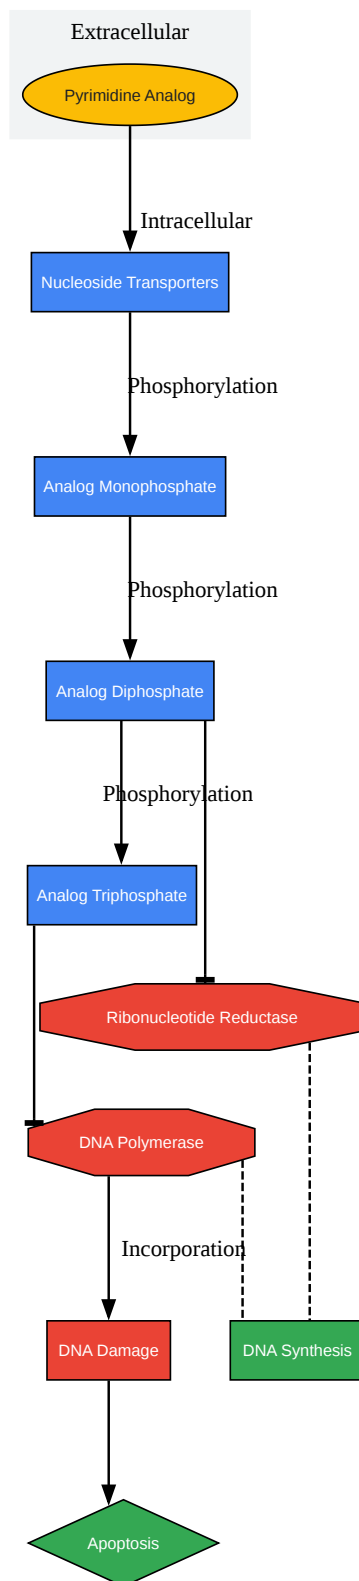 Extracellular
Pyrimidine Analog
Intracellular
Nucleoside Transporters
Phosphorylation
Analog Monophosphate
Phosphorylation
Analog Diphosphate
Phosphorylation
Analog Triphosphate
Ribonucleotide Reductase
DNA Polymerase
Incorporation
DNA Damage
DNA Synthesis
Apoptosis